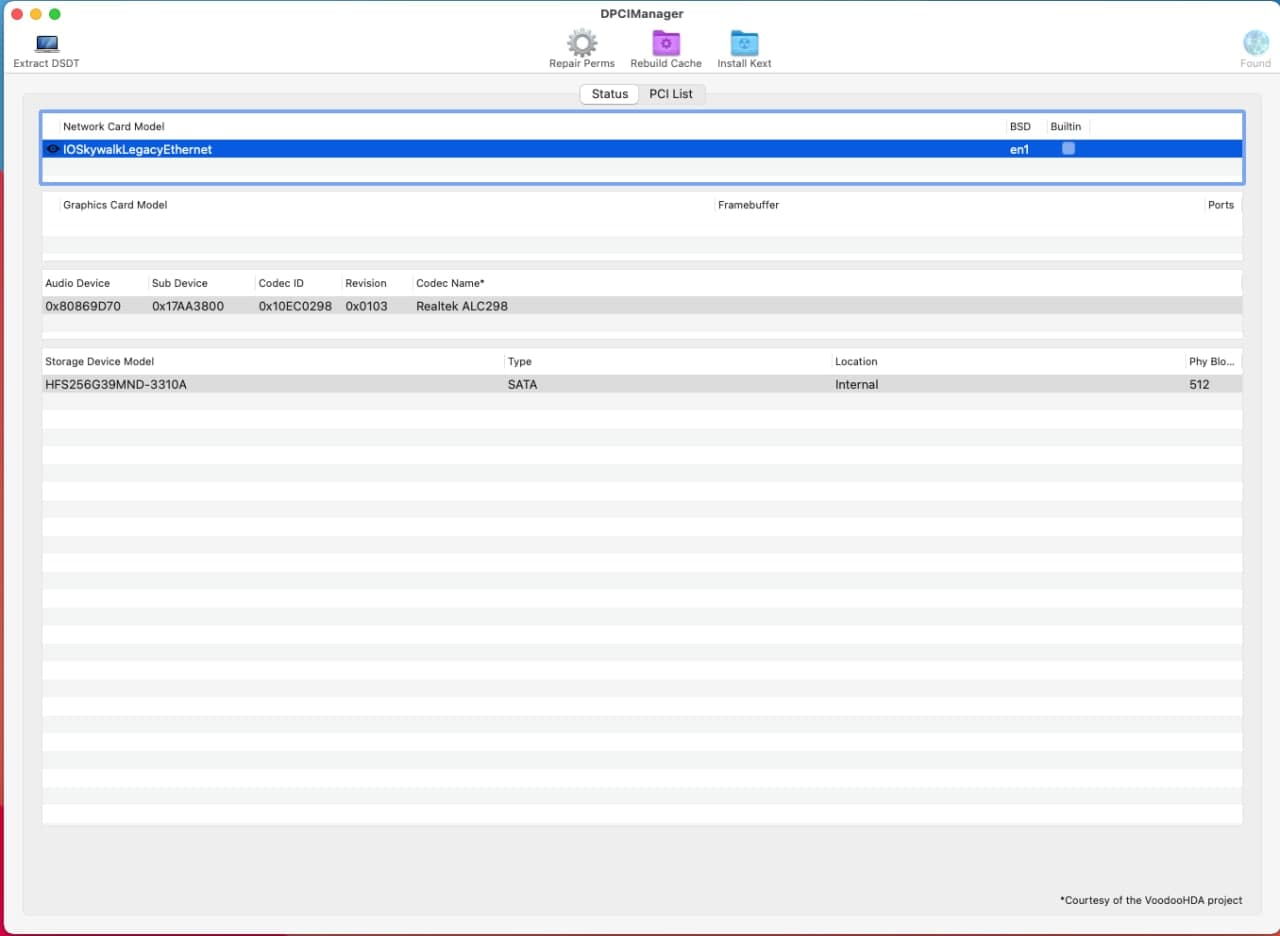 DPCIManager
Extract DSDT
Repair Perms
Rebuild Cache
Install Kext
Found
Status PCI List
Network Card Model BSD Builtin
IOSkywalkLegacyEthernet en1
Graphics Card Model Framebuffer Ports
Audio Device Sub Device Codec ID Revision Codec Name*
0x80869D70 0x17AA3800 0x10EC0298 0x0103 Realtek ALC298
Storage Device Model Type Location Phy Blo...
HFS256G39MND-3310A SATA Internal 512
*Courtesy of the VoodooHDA project